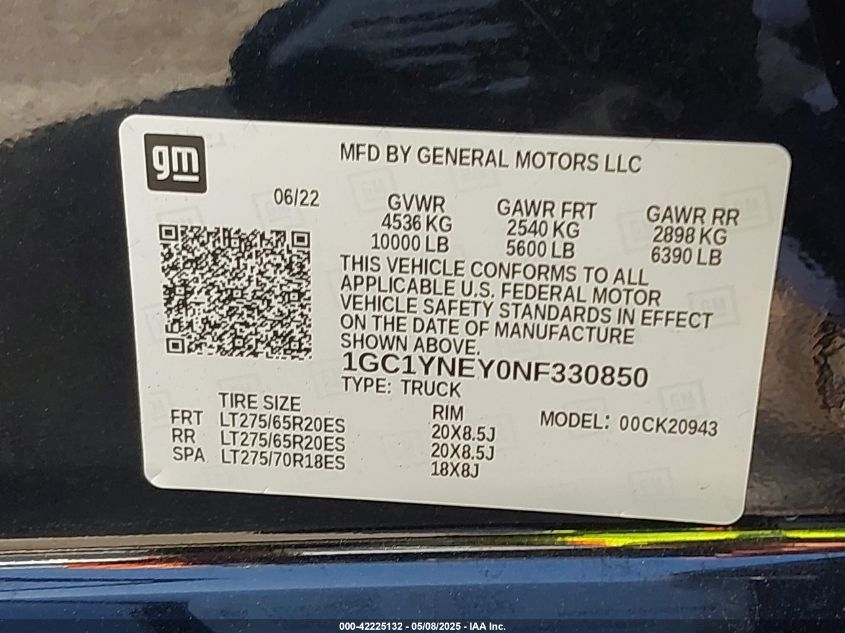 gm
MFD BY GENERAL MOTORS LLC
06/22
GVWR
4536 KG
10000 LB
GAWR FRT
2540 KG
5600 LB
GAWR RR
2898 KG
6390 LB
THIS VEHICLE CONFORMS TO ALL
APPLICABLE U.S. FEDERAL MOTOR
VEHICLE SAFETY STANDARDS IN EFFECT
ON THE DATE OF MANUFACTURE
SHOWN ABOVE.
1GC1YNEY0NF330850
TYPE: TRUCK
TIRE SIZE RIM
FRT LT275/65R20ES 20X8.5J
RR LT275/65R20ES 20X8.5J
SPA LT275/70R18ES 18X8J
MODEL: 00CK20943
000-42225132 - 05/08/2025 - IAA Inc.